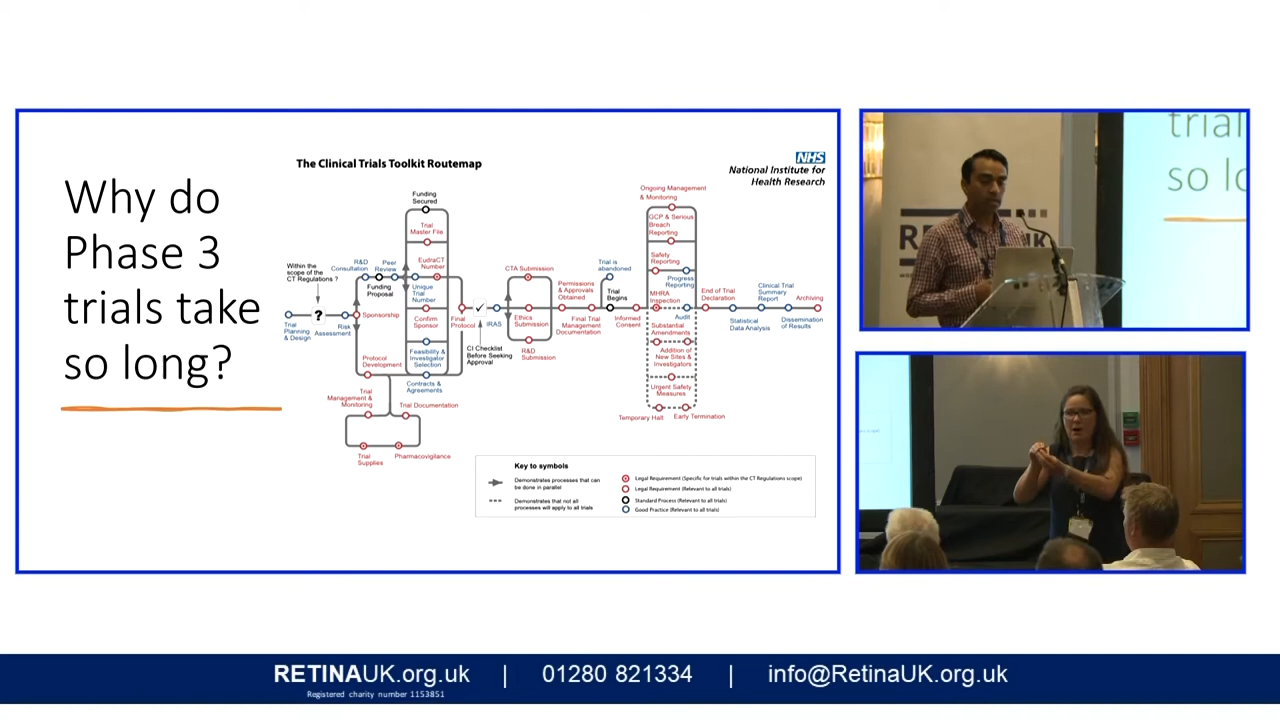 Why do
Phase 3
trials take
so long?
The Clinical Trials Toolkit Routemap
NHS
National Institute for
Health Research
Within the
scope of the
CT Regulations ?
Trial
Planning
& Design
?
Risk
Assessment
R&D
Consultation
Peer
Review
Funding
Proposal
Sponsorship
Protocol
Development
Trial
Management &
Monitoring
Trial Documentation
Trial
Supplies
Pharmacovigilance
Funding
Secured
Trial
Master File
EudraCT
Number
Unique
Trial
Number
Confirm
Sponsor
Feasibility &
Investigator
Selection
Contracts &
Agreements
Final
Protocol
CI Checklist
Before Seeking
Approval
IRAS
CTA Submission
Ethics
Submission
R&D
Submission
Permissions
& Approvals
Obtained
Final Trial
Management
Documentation
Trial is
abandoned
Trial
Begins
Informed
Consent
Ongoing Management
& Monitoring
GCP & Serious
Breach
Reporting
Safety
Reporting
Progress
Reporting
MHRA
Inspection
Audit
Substantial
Amendments
Addition of
New Sites &
Investigators
Urgent Safety
Measures
Temporary Halt
Early Termination
End of Trial
Declaration
Statistical
Data Analysis
Clinical Trial
Summary
Report
Dissemination
of Results
Archiving
Key to symbols
Demonstrates processes that can
be done in parallel
Demonstrates that not all
processes will apply to all trials
Legal Requirement (Specific for trials within the CT Regulations scope)
Legal Requirement (Relevant to all trials)
Standard Process (Relevant to all trials)
Good Practice (Relevant to all trials)
trial
so lo
RETINAUK.org.uk | 01280 821334 | info@RetinaUK.org.uk
Registered charity number 1153851